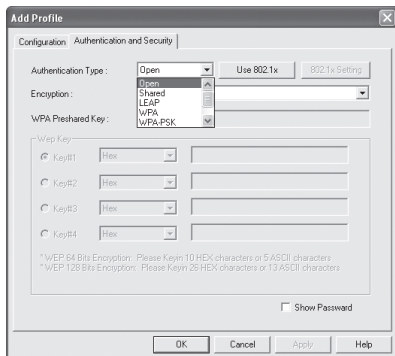 Add Profile
Configuration Authentication and Security
Authentication Type : Open Use 802.1x 802.1x Setting
Open
Shared
LEAP
WPA
WPA-PSK
Encryption :
WPA Preshared Key :
Wep Key
Key#1 Hex
Key#2 Hex
Key#3 Hex
Key#4 Hex
* WEP 64 Bits Encryption: Please Keyin 10 HEX characters or 5 ASCII characters
* WEP 128 Bits Encryption: Please Keyin 26 HEX characters or 13 ASCII characters
Show Password
OK Cancel Apply Help